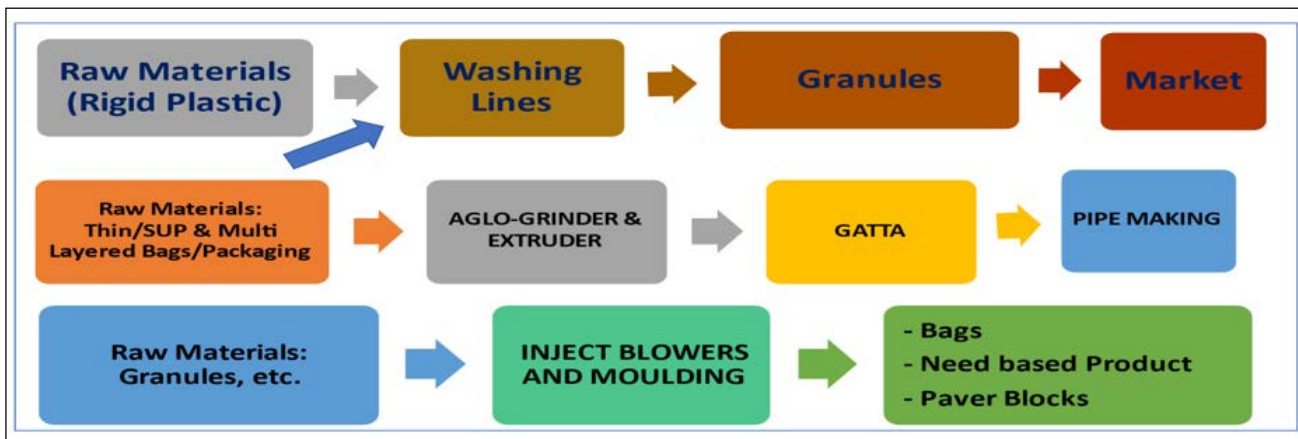 Raw Materials
(Rigid Plastic)
Washing
Lines
Granules
Market
Raw Materials:
Thin/SUP & Multi
Layered Bags/Packaging
AGLO-GRINDER &
EXTRUDER
GATTA
PIPE MAKING
Raw Materials:
Granules, etc.
INJECT BLOWERS
AND MOULDING
- Bags
- Need based Product
- Paver Blocks